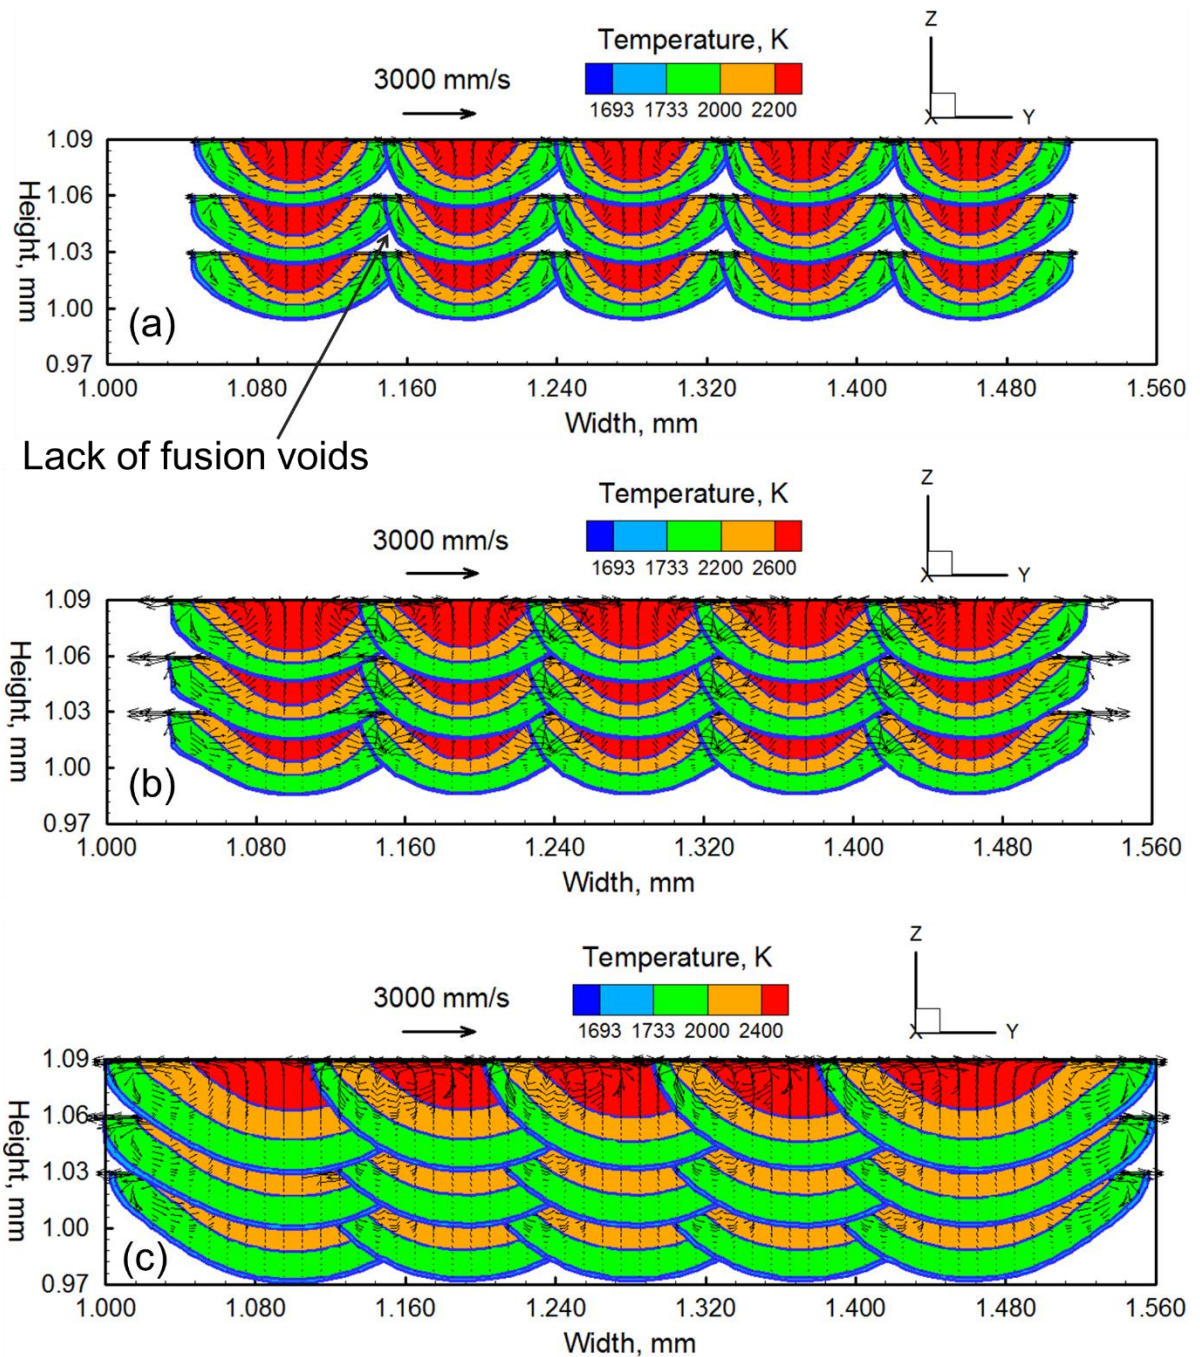 Z
Temperature, K
3000 mm/s
1693 1733 2000 2200
X Y
1.09
1.06
1.03
1.00
0.97
Height, mm
(a)
1.000 1.080 1.160 1.240 1.320 1.400 1.480 1.560
Width, mm
Lack of fusion voids
Z
Temperature, K
3000 mm/s
1693 1733 2200 2600
X Y
1.09
1.06
1.03
1.00
0.97
Height, mm
(b)
1.000 1.080 1.160 1.240 1.320 1.400 1.480 1.560
Width, mm
Z
Temperature, K
3000 mm/s
1693 1733 2000 2400
X Y
1.09
1.06
1.03
1.00
0.97
Height, mm
(c)
1.000 1.080 1.160 1.240 1.320 1.400 1.480 1.560
Width, mm